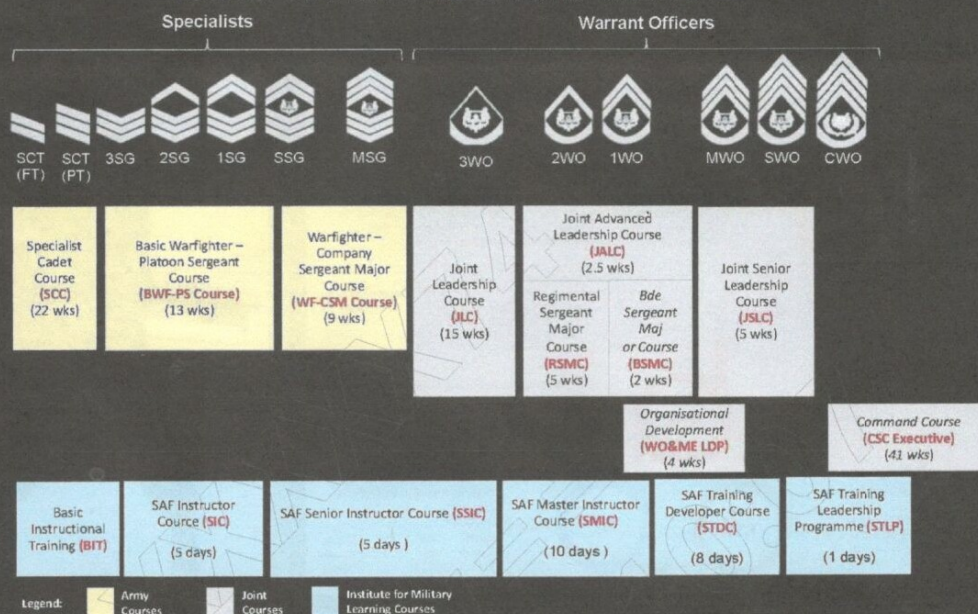 Specialists
Warrant Officers
SCT
(FT)
SCT
(PT)
3SG
2SG
1SG
SSG
MSG
3WO
2WO
1WO
MWO
SWO
CWO
Specialist
Cadet
Course
(SCC)
(22 wks)
Basic Warfighter –
Platoon Sergeant
Course
(BWF-PS Course)
(13 wks)
Warfighter –
Company
Sergeant Major
Course
(WF-CSM Course)
(9 wks)
Joint
Leadership
Course
(JLC)
(15 wks)
Joint Advanced
Leadership Course
(JALC)
(2.5 wks)
Regimental
Sergeant
Major
Course
(RSMC)
(5 wks)
Bde
Sergeant
Maj
or Course
(BSMC)
(2 wks)
Joint Senior
Leadership
Course
(JSLC)
(5 wks)
Organisational
Development
(WO&ME LDP)
(4 wks)
Command Course
(CSC Executive)
(41 wks)
Basic
Instructional
Training (BIT)
SAF Instructor
Cource (SIC)
(5 days)
SAF Senior Instructor Course (SSIC)
(5 days )
SAF Master Instructor
Course (SMIC)
(10 days )
SAF Training
Developer Course
(STDC)
(8 days)
SAF Training
Leadership
Programme (STLP)
(1 days)
Legend:
Army
Courses
Joint
Courses
Institute for Military
Learning Courses